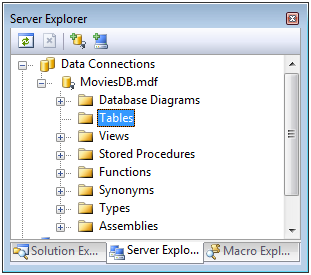 Server Explorer
Data Connections
MoviesDB.mdf
Database Diagrams
Tables
Views
Stored Procedures
Functions
Synonyms
Types
Assemblies
Solution Ex... Server Explo... Macro Expl...